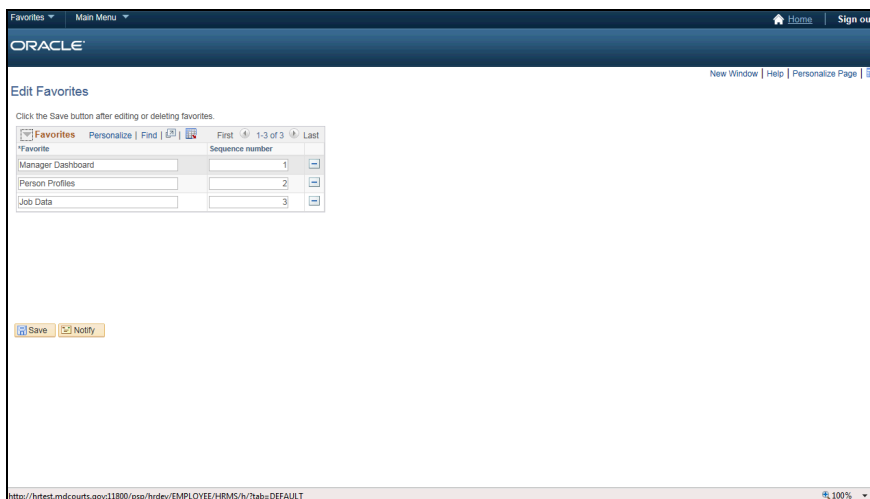 Favorites Main Menu Home Sign ou
ORACLE
New Window | Help | Personalize Page |
Edit Favorites
Click the Save button after editing or deleting favorites.
Favorites Personalize | Find | | First 1-3 of 3 Last
*Favorite Sequence number
Manager Dashboard 1
Person Profiles 2
Job Data 3
Save Notify
http://hrtest.mdcourts.gov:11800/psp/hrdev/EMPLOYEE/HRMS/h/?tab=DEFAULT 100%